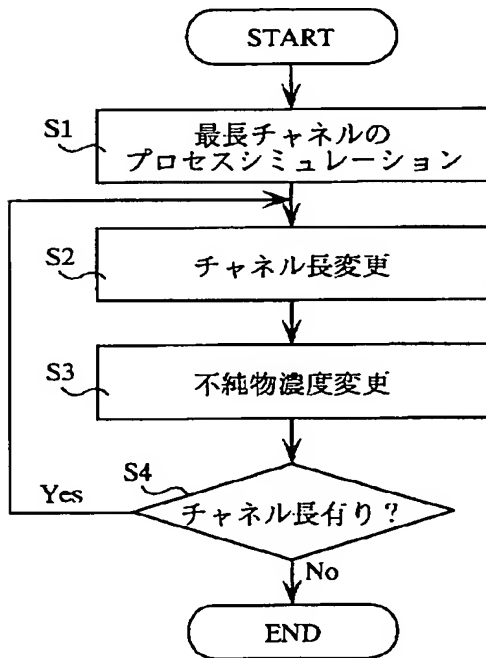 START
S1
最長チャネルの
プロセスシミュレーション
S2
チャネル長変更
S3
不純物濃度変更
S4
Yes
チャネル長有り?
No
END